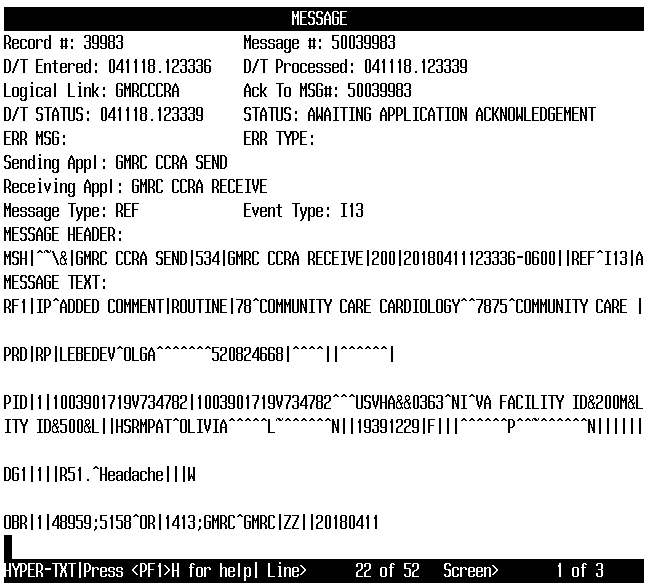 MESSAGE
Record #: 39983 Message #: 50039983
D/T Entered: 041118.123336 D/T Processed: 041118.123339
Logical Link: GMRCCCRA Ack To MSG#: 50039983
D/T STATUS: 041118.123339 STATUS: AWAITING APPLICATION ACKNOWLEDGEMENT
ERR MSG: ERR TYPE:
Sending Appl: GMRC CCRA SEND
Receiving Appl: GMRC CCRA RECEIVE
Message Type: REF Event Type: I13
MESSAGE HEADER:
MSH|^~\&|GMRC CCRA SEND|534|GMRC CCRA RECEIVE|200|20180411123336-0600||REF^I13|A
MESSAGE TEXT:
RF1|IP^ADDED COMMENT|ROUTINE|78^COMMUNITY CARE CARDIOLOGY^^7875^COMMUNITY CARE |
PRD|RP|LEBEDEV^OLGA^^^^^^^520824668|^^^^||^^^^^^|
PID|1|1003901719V734782|1003901719V734782^^^USVHA&&0363^NI^VA FACILITY ID&200M&L
ITY ID&500&L||HSRMPAT^OLIVIA^^^^^L~^^^^^^^N||19391229|F|||^^^^^^P^^~^^^^^^^N||||||
DG1|1||R51.^Headache|||W
OBR|1|48959;5158^OR|1413;GMRC^GMRC|ZZ||20180411
HYPER-TXT|Press <PF1>H for help| Line> 22 of 52 Screen> 1 of 3